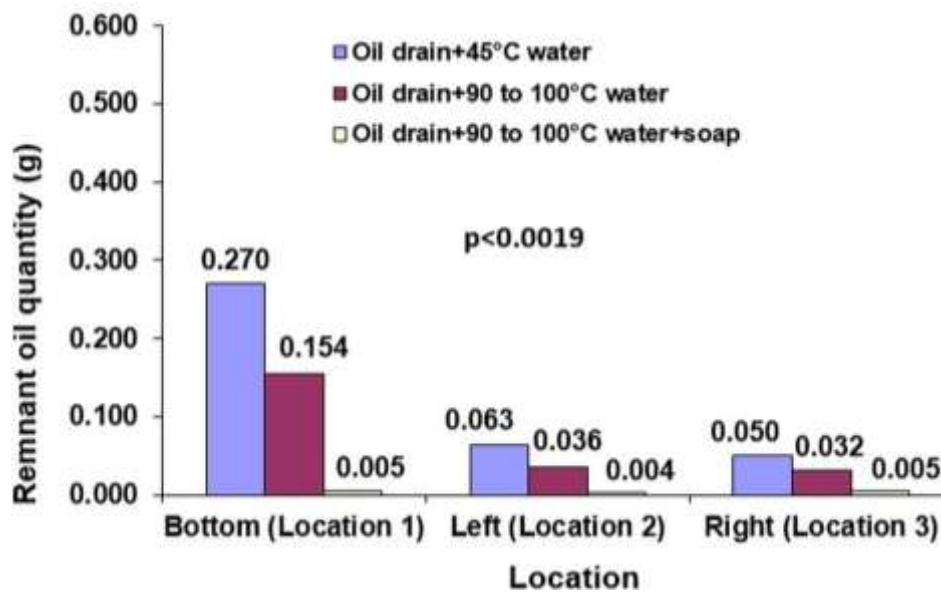 Remnant oil quantity (g)
0.600
0.500
0.400
0.300
0.200
0.100
0.000
Oil drain+45°C water
Oil drain+90 to 100°C water
Oil drain+90 to 100°C water+soap
p<0.0019
0.270
0.154
0.005
0.063
0.036
0.004
0.050
0.032
0.005
Bottom (Location 1)
Left (Location 2)
Right (Location 3)
Location